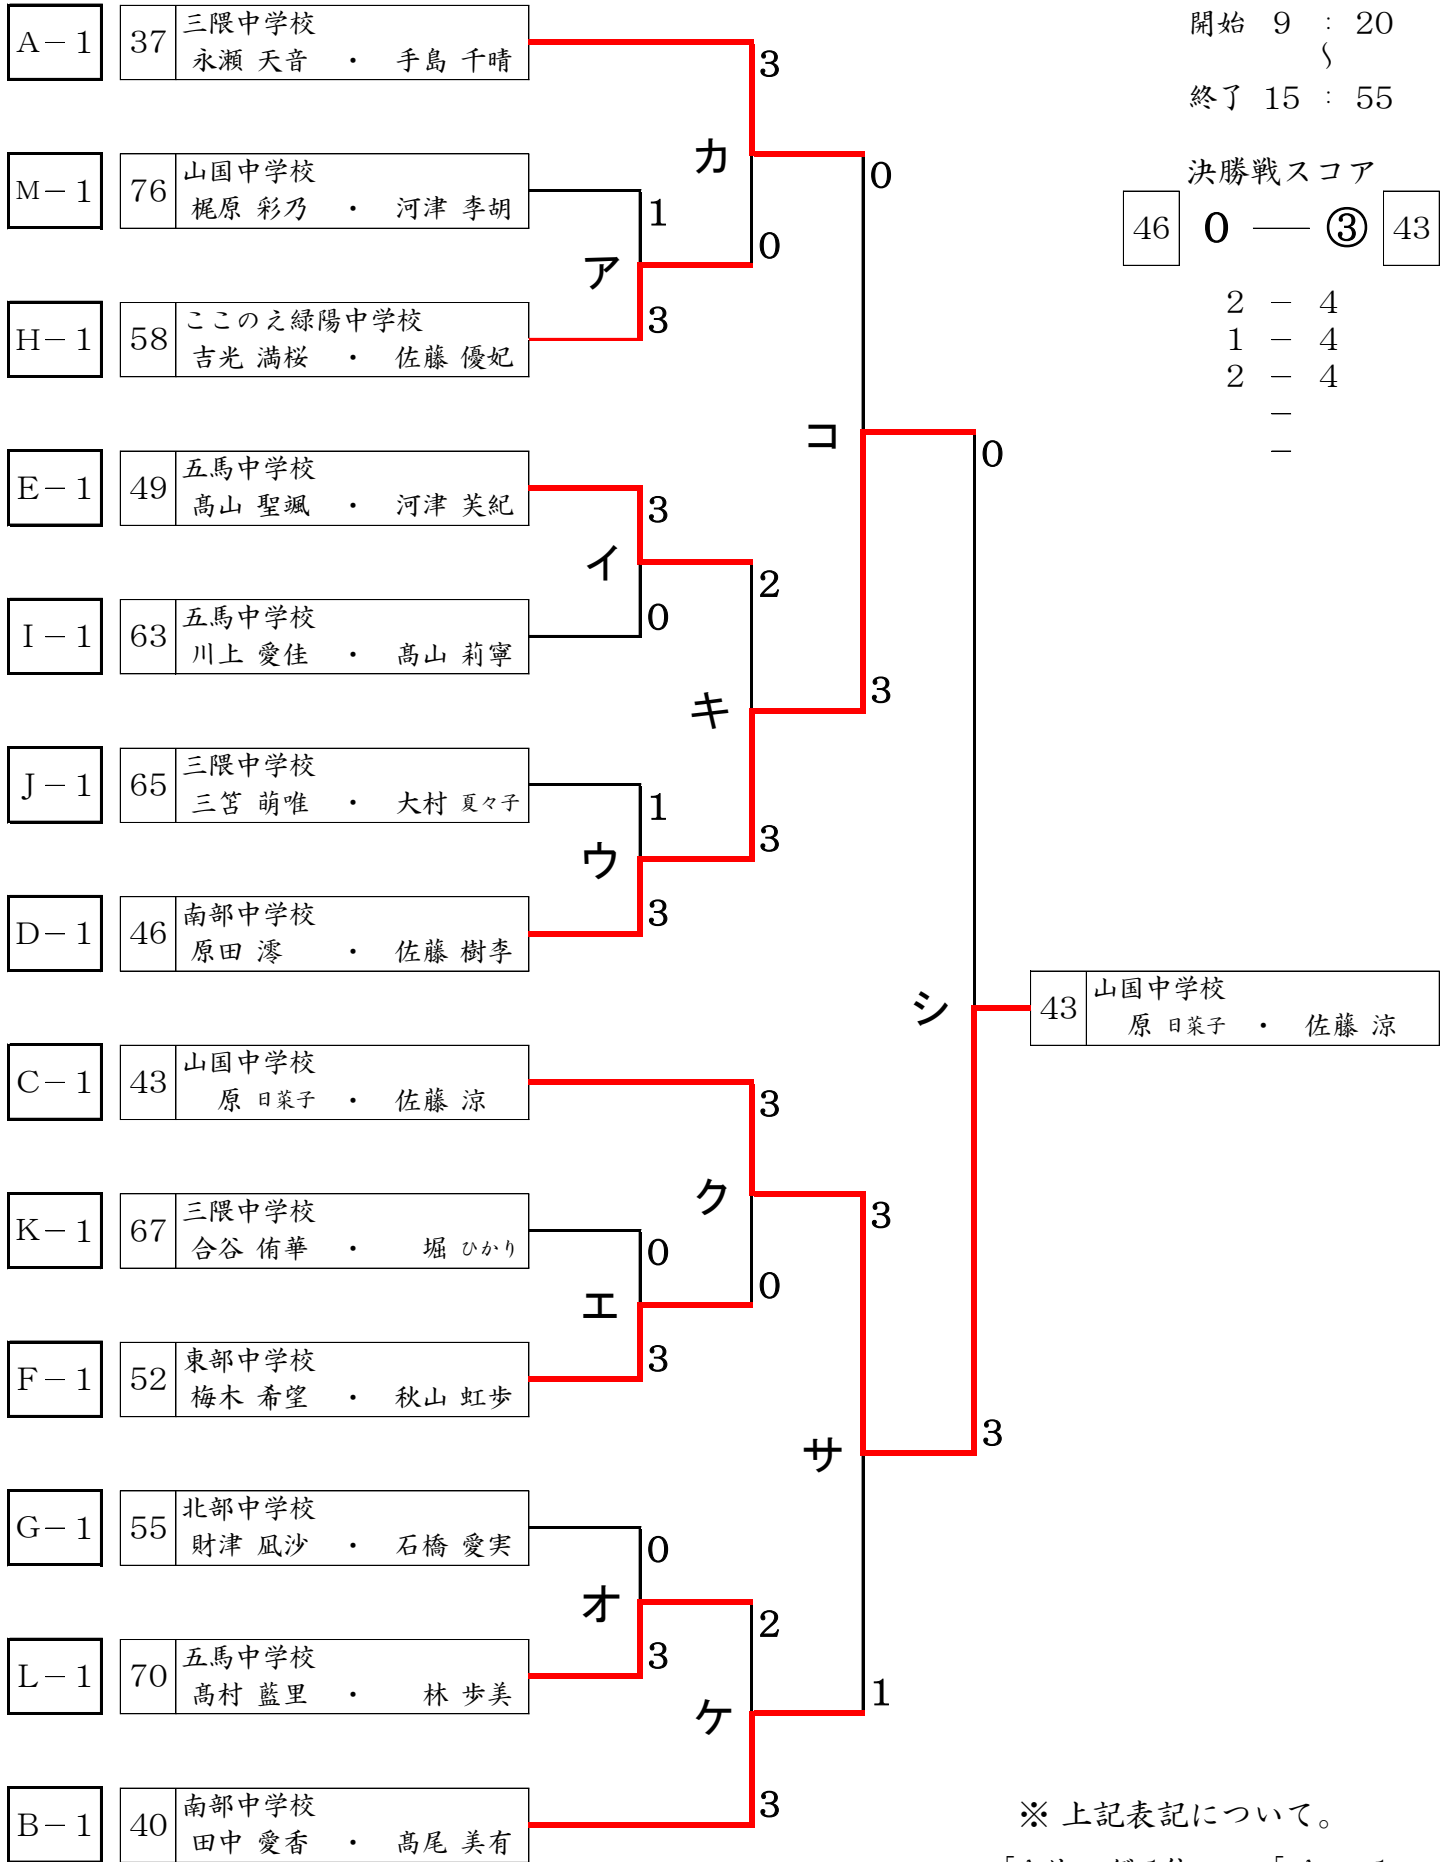 A－1 37 三隈中学校
永瀬 天音 ・ 手島 千晴
M－1 76 山国中学校
梶原 彩乃 ・ 河津 李胡
H－1 58 ここのえ緑陽中学校
吉光 満桜 ・ 佐藤 優妃
E－1 49 五馬中学校
髙山 聖颯 ・ 河津 芙紀
I－1 63 五馬中学校
川上 愛佳 ・ 髙山 莉寧
J－1 65 三隈中学校
三笘 萌唯 ・ 大村 夏々子
D－1 46 南部中学校
原田 澪 ・ 佐藤 樹李
C－1 43 山国中学校
原 日菜子 ・ 佐藤 涼
K－1 67 三隈中学校
合谷 侑華 ・ 堀 ひかり
F－1 52 東部中学校
梅木 希望 ・ 秋山 虹歩
G－1 55 北部中学校
財津 凪沙 ・ 石橋 愛実
L－1 70 五馬中学校
髙村 藍里 ・ 林 歩美
B－1 40 南部中学校
田中 愛香 ・ 髙尾 美有
1
ア
3
3
イ
0
1
ウ
3
0
エ
3
0
オ
3
3
カ
0
2
キ
3
3
ク
0
2
ケ
3
0
コ
3
3
サ
1
0
シ
3
43 山国中学校
原 日菜子 ・ 佐藤 涼
開始 9 : 20
〜
終了 15 : 55
決勝戦スコア
46 0 ― ③ 43
2 － 4
1 － 4
2 － 4
－
－
※ 上記表記について。